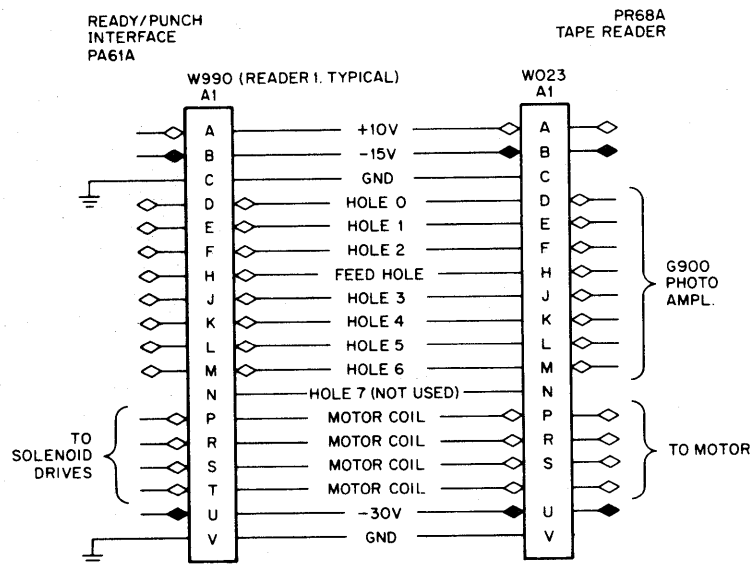 READY/PUNCH
INTERFACE
PA61A
PR68A
TAPE READER
W990 (READER 1. TYPICAL)
A1
W023
A1
A +10V A
B -15V B
C GND C
D HOLE 0 D
E HOLE 1 E
F HOLE 2 F
H FEED HOLE H
J HOLE 3 J
K HOLE 4 K
L HOLE 5 L
M HOLE 6 M
N HOLE 7 (NOT USED) N
P MOTOR COIL P
R MOTOR COIL R
S MOTOR COIL S
T MOTOR COIL
U -30V U
V GND V
G900
PHOTO
AMPL.
TO
SOLENOID
DRIVES
TO MOTOR